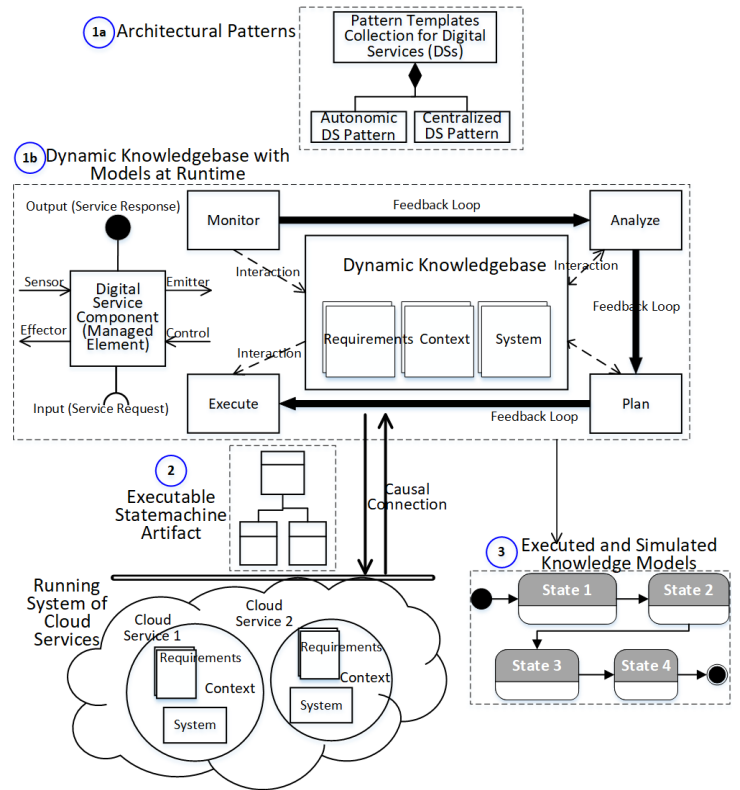 1a
Architectural Patterns
Pattern Templates
Collection for Digital
Services (DSs)
Autonomic
DS Pattern
Centralized
DS Pattern
1b
Dynamic Knowledgebase with
Models at Runtime
Output (Service Response)
Sensor
Emitter
Digital
Service
Component
(Managed
Element)
Effector
Control
Input (Service Request)
Monitor
Feedback Loop
Analyze
Interaction
Dynamic Knowledgebase
Interaction
Feedback Loop
Requirements
Context
System
Interaction
Execute
Feedback Loop
Plan
2
Executable
Statemachine
Artifact
Causal
Connection
3
Executed and Simulated
Knowledge Models
State 1
State 2
State 3
State 4
Running
System of
Cloud
Services
Cloud
Service 1
Requirements
Context
System
Cloud
Service 2
Requirements
Context
System